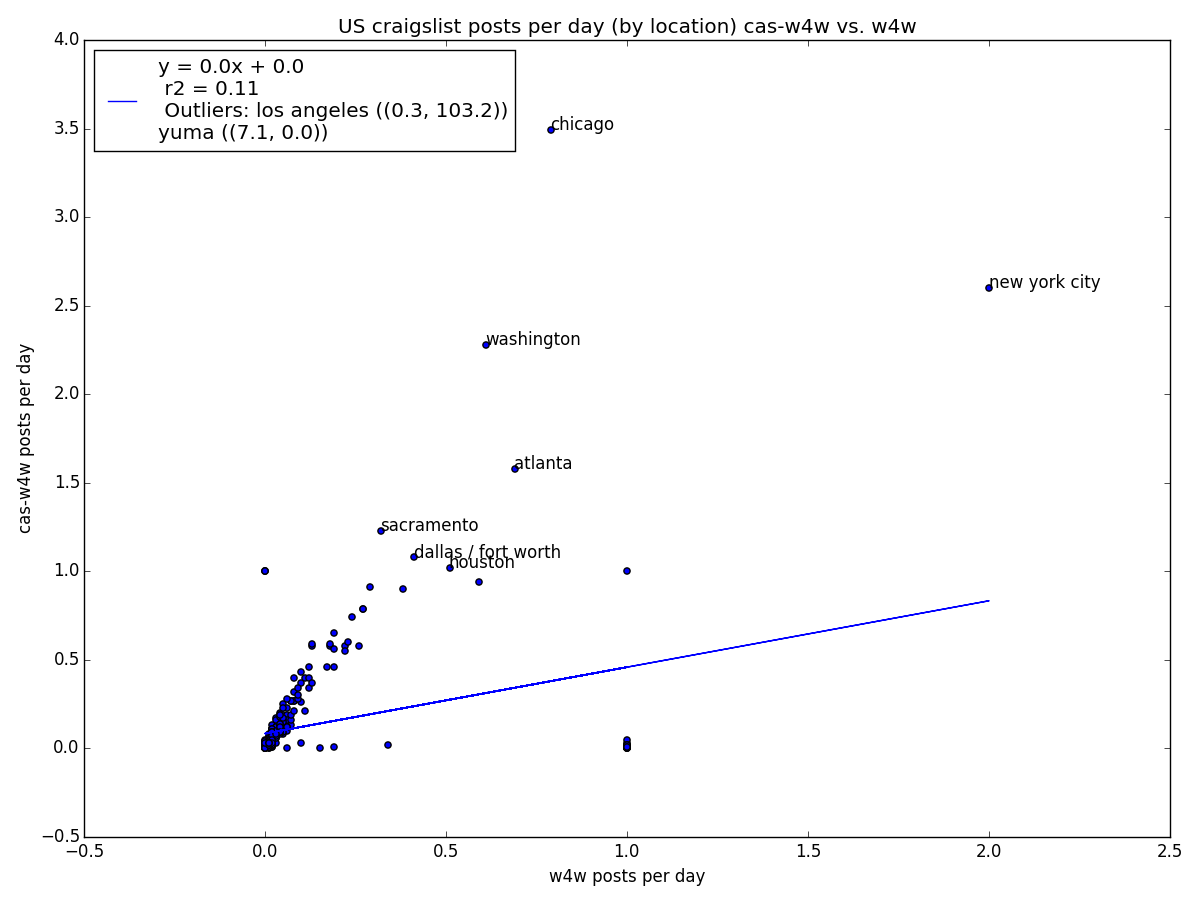 US craigslist posts per day (by location) cas-w4w vs. w4w
4.0
3.5
3.0
2.5
2.0
1.5
1.0
0.5
0.0
−0.5
cas-w4w posts per day
y = 0.0x + 0.0
r2 = 0.11
Outliers: los angeles ((0.3, 103.2))
yuma ((7.1, 0.0))
chicago
new york city
washington
atlanta
sacramento
dallas / fort worth
houston
−0.5
0.0
0.5
1.0
1.5
2.0
2.5
w4w posts per day